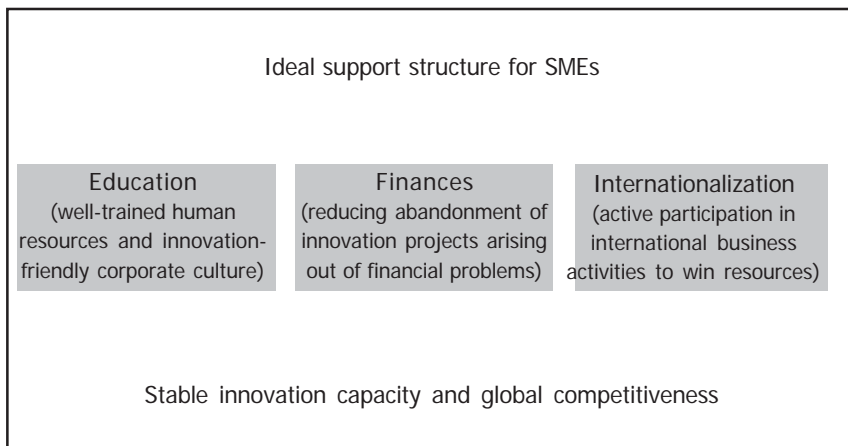 Ideal support structure for SMEs
Education
(well-trained human
resources and innovation-
friendly corporate culture)
Finances
(reducing abandonment of
innovation projects arising
out of financial problems)
Internationalization
(active participation in
international business
activities to win resources)
Stable innovation capacity and global competitiveness